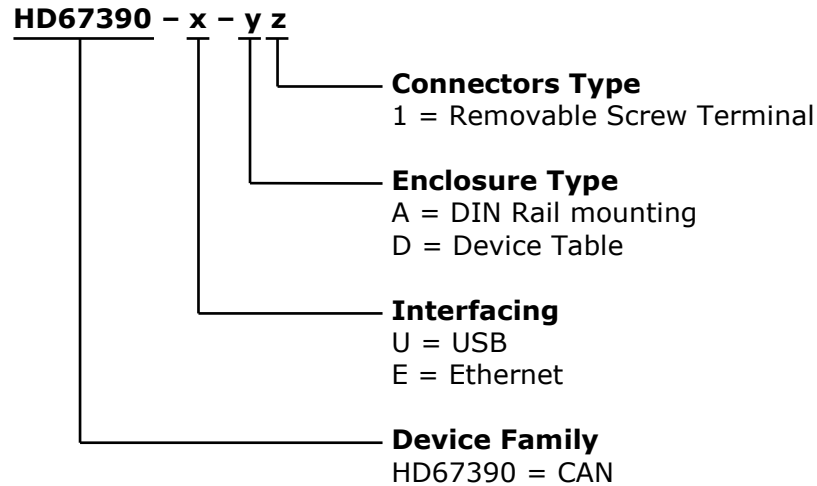 HD67390 – x – y z
Connectors Type
1 = Removable Screw Terminal
Enclosure Type
A = DIN Rail mounting
D = Device Table
Interfacing
U = USB
E = Ethernet
Device Family
HD67390 = CAN